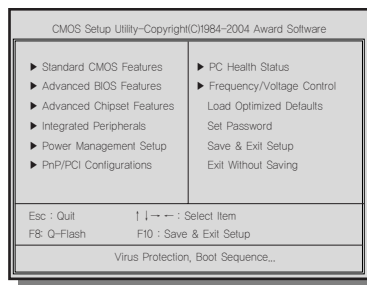 CMOS Setup Utility-Copyright(C)1984-2004 Award Software
▶ Standard CMOS Features
▶ Advanced BIOS Features
▶ Advanced Chipset Features
▶ Integrated Peripherals
▶ Power Management Setup
▶ PnP/PCI Configurations
▶ PC Health Status
▶ Frequency/Voltage Control
Load Optimized Defaults
Set Password
Save & Exit Setup
Exit Without Saving
Esc : Quit ↑↓→ ← : Select Item
F8: Q-Flash F10 : Save & Exit Setup
Virus Protection, Boot Sequence...